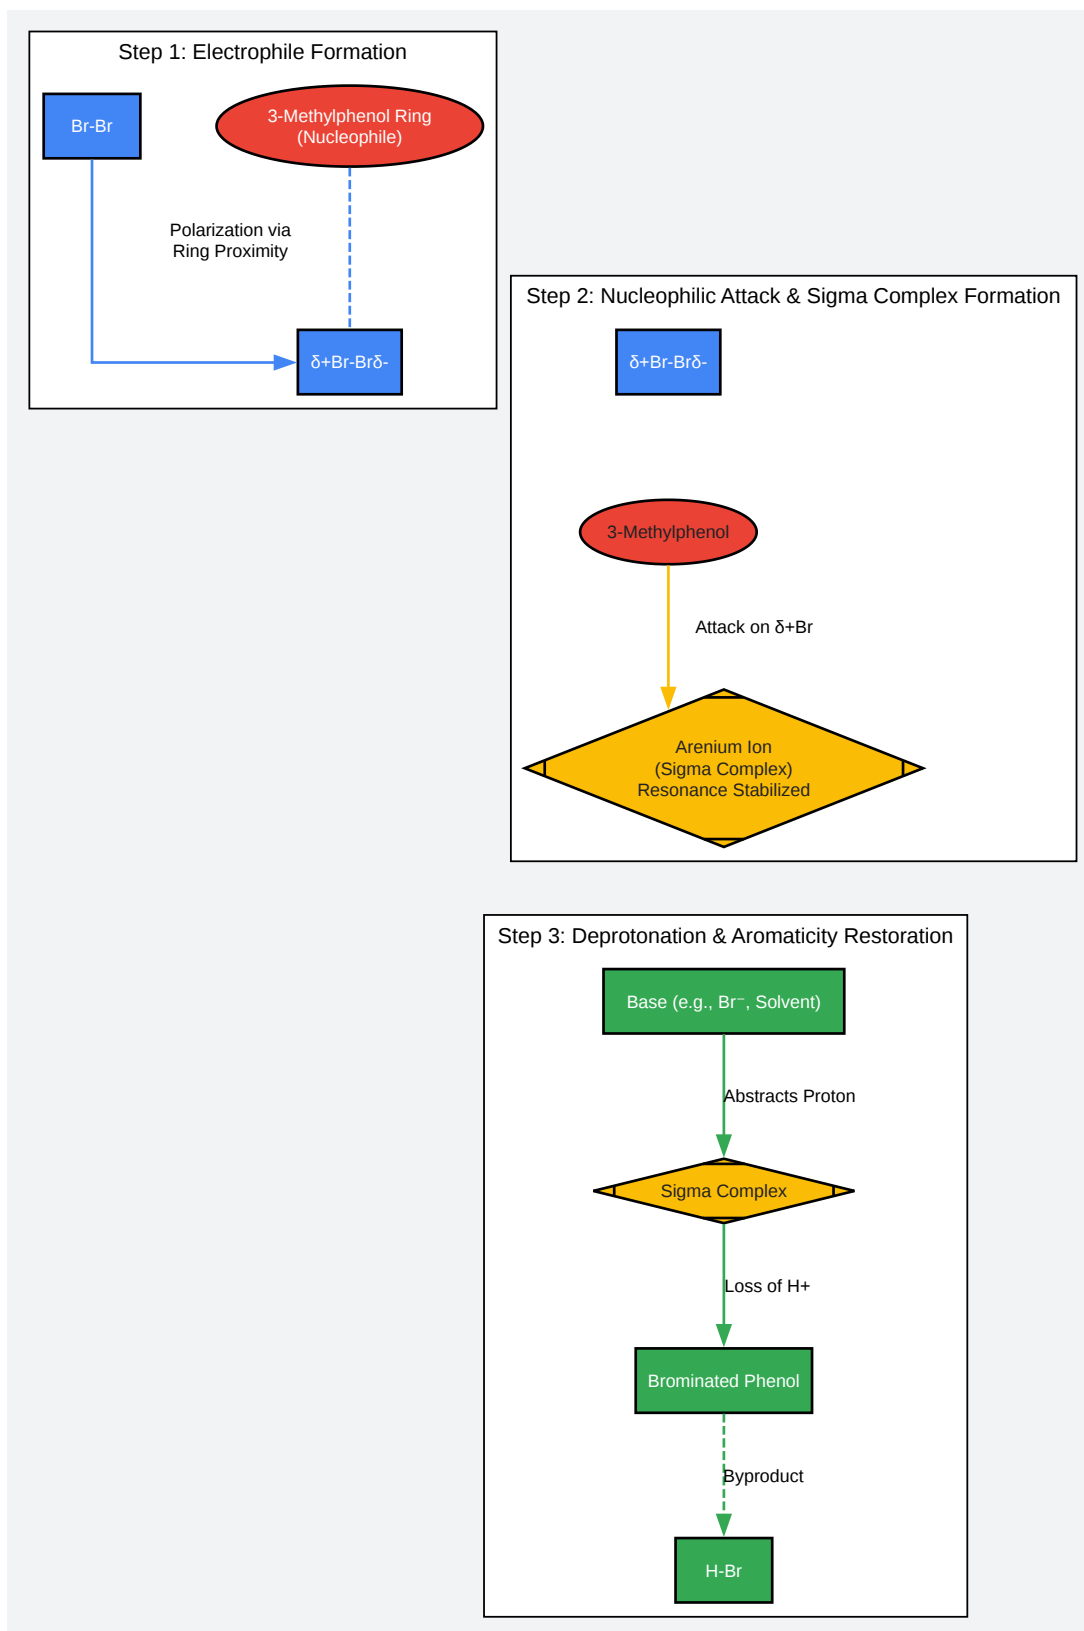 Step 1: Electrophile Formation
Br-Br
3-Methylphenol Ring
(Nucleophile)
Polarization via
Ring Proximity
δ+Br-Brδ-
Step 2: Nucleophilic Attack & Sigma Complex Formation
δ+Br-Brδ-
3-Methylphenol
Attack on δ+Br
Arenium Ion
(Sigma Complex)
Resonance Stabilized
Step 3: Deprotonation & Aromaticity Restoration
Base (e.g., Br⁻, Solvent)
Abstracts Proton
Sigma Complex
Loss of H+
Brominated Phenol
Byproduct
H-Br